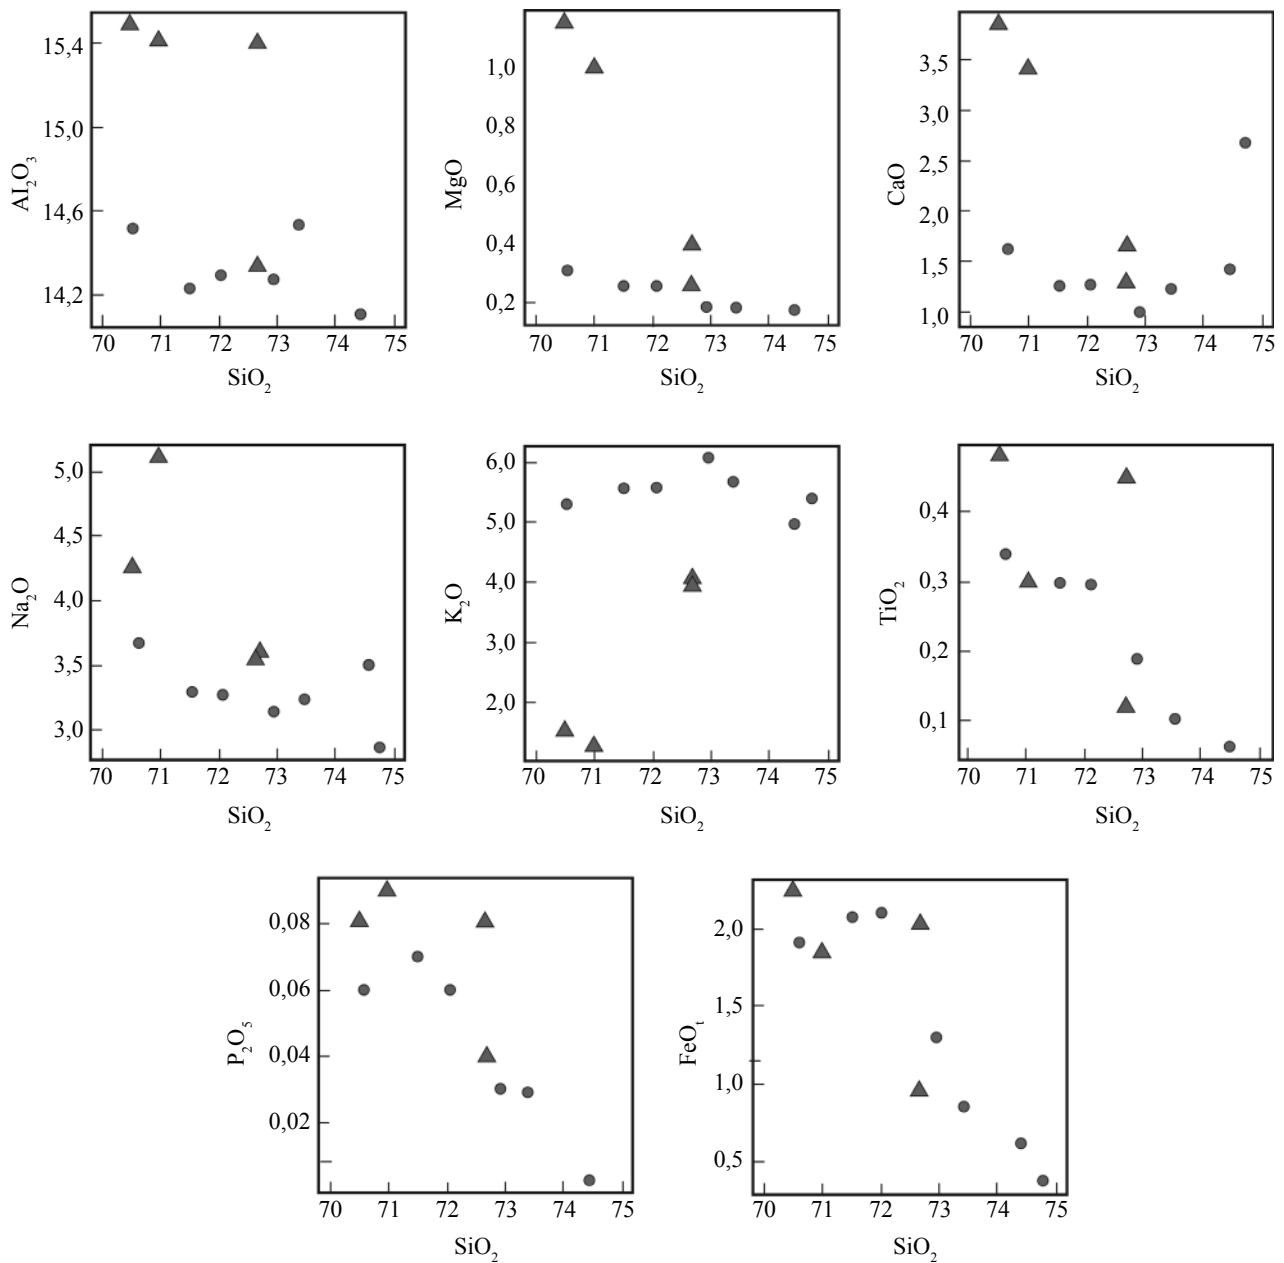 15,4
15,0
14,6
14,2
Al₂O₃
70 71 72 73 74 75
SiO₂
1,0
0,8
0,6
0,4
0,2
MgO
70 71 72 73 74 75
SiO₂
3,5
3,0
2,5
2,0
1,5
1,0
CaO
70 71 72 73 74 75
SiO₂
5,0
4,5
4,0
3,5
3,0
Na₂O
70 71 72 73 74 75
SiO₂
6,0
5,0
4,0
3,0
2,0
K₂O
70 71 72 73 74 75
SiO₂
0,4
0,3
0,2
0,1
TiO₂
70 71 72 73 74 75
SiO₂
0,08
0,06
0,04
0,02
P₂O₅
70 71 72 73 74 75
SiO₂
2,0
1,5
1,0
0,5
FeOₜ
70 71 72 73 74 75
SiO₂